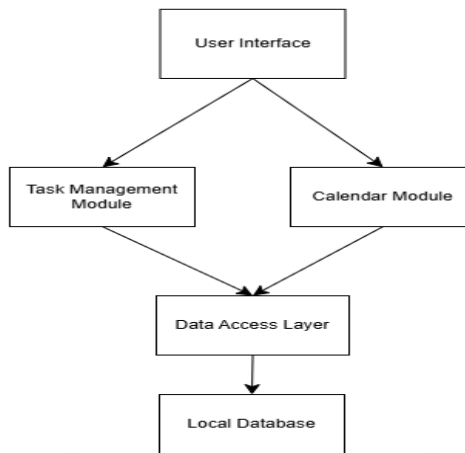 User Interface
Task Management
Module
Calendar Module
Data Access Layer
Local Database